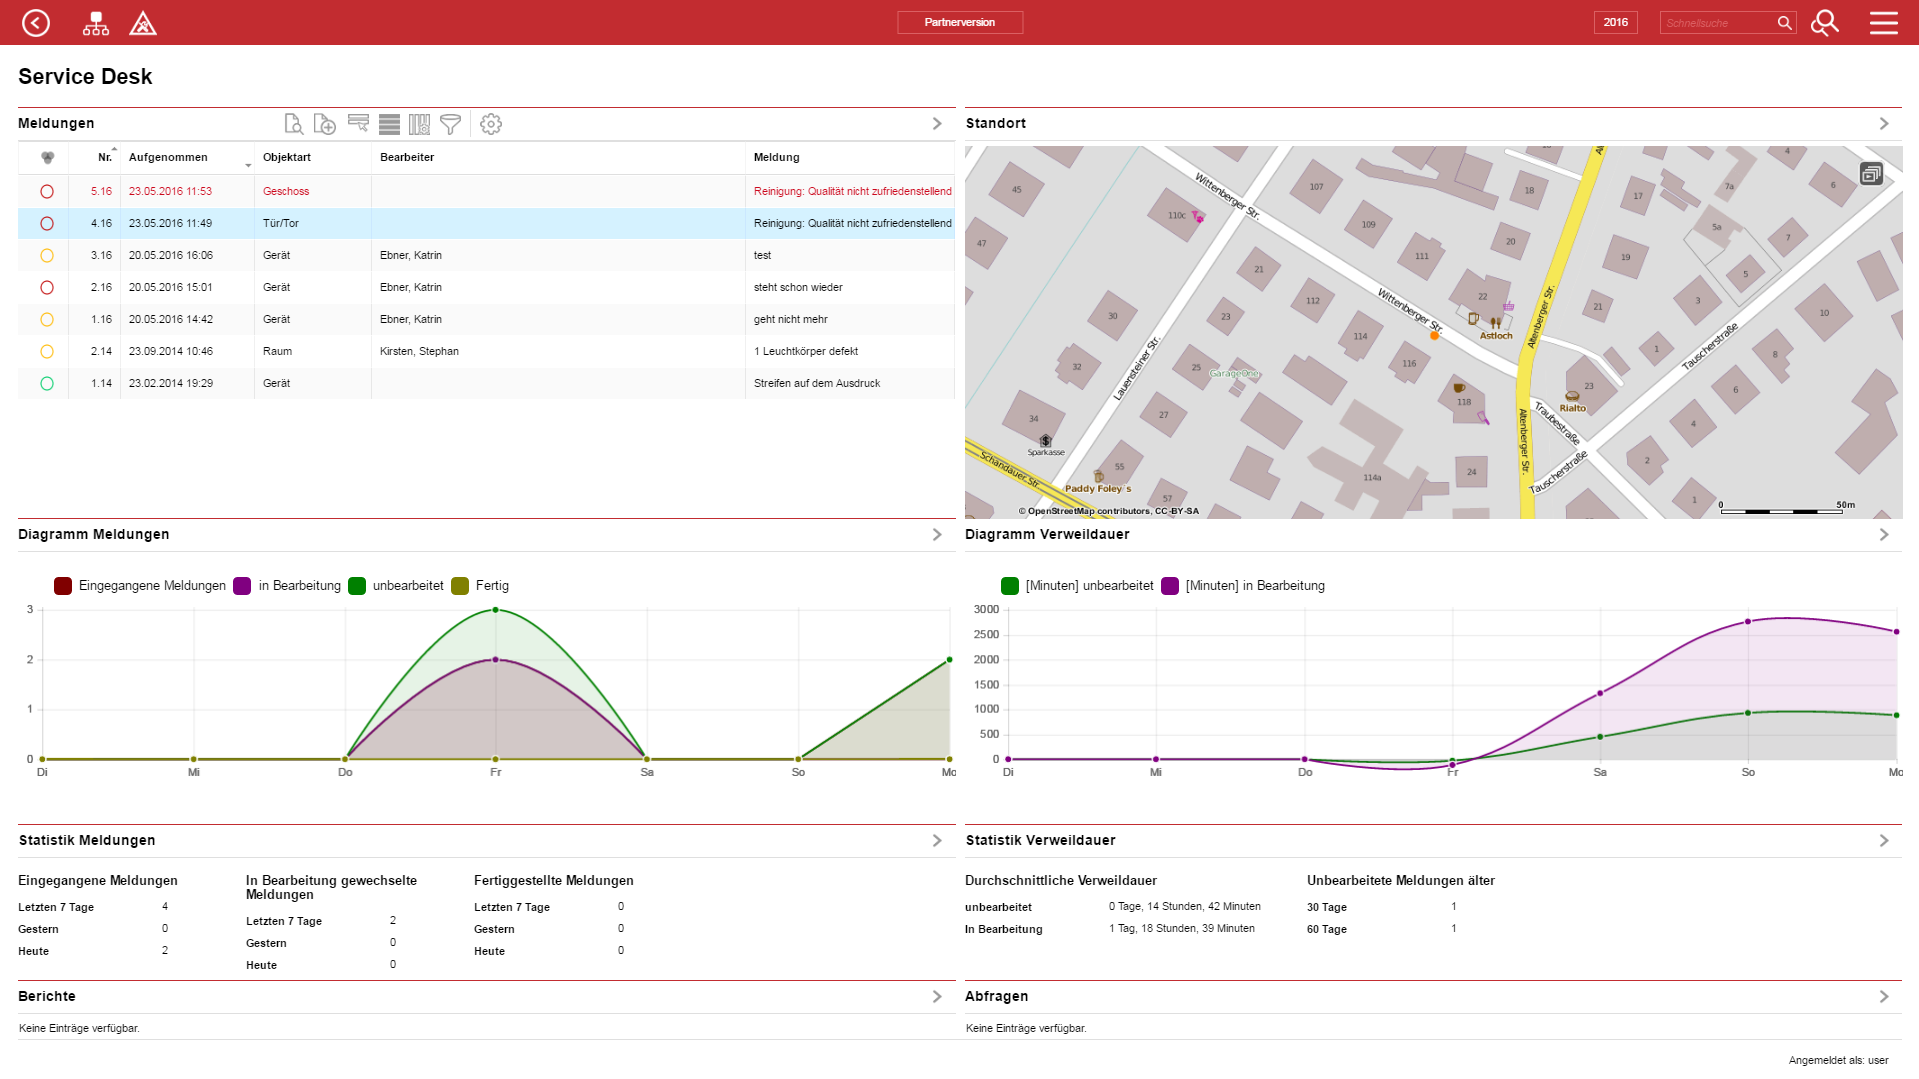 Partnerversion
2016
Schnellsuche
Service Desk
Meldungen
Nr. Aufgenommen Objektart Bearbeiter Meldung
5.16 23.05.2016 11:53 Geschoss Reinigung: Qualität nicht zufriedenstellend
4.16 23.05.2016 11:49 Tür/Tor Reinigung: Qualität nicht zufriedenstellend
3.16 20.05.2016 16:06 Gerät Ebner, Katrin test
2.16 20.05.2016 15:01 Gerät Ebner, Katrin steht schon wieder
1.16 20.05.2016 14:42 Gerät Ebner, Katrin geht nicht mehr
2.14 23.09.2014 10:46 Raum Kirsten, Stephan 1 Leuchtkörper defekt
1.14 23.02.2014 19:29 Gerät Streifen auf dem Ausdruck
Standort
4
45
107
18
17
7a
6
Wittenberger Str.
110c
109
5a
7
47
20
111
19
21
5
22
3
112
21
10
30
23
Wittenberger Str.
Altenberger Str.
114
Astloch
Tauscherstraße
1
8
32
Lauensteiner Str.
25
GarageOne
116
23
6
118
Rialto
27
34
Altenberger Str.
Traubestraße
4
Sparkasse
Schandauer Str.
55
24
Tauscherstraße
2
114a
Paddy Foley´s
57
1
© OpenStreetMap contributors, CC-BY-SA
0 50m
Diagramm Meldungen
Eingegangene Meldungen in Bearbeitung unbearbeitet Fertig
3
2
1
0
Di Mi Do Fr Sa So Mo
Diagramm Verweildauer
[Minuten] unbearbeitet [Minuten] in Bearbeitung
3000
2500
2000
1500
1000
500
0
Di Mi Do Fr Sa So Mo
Statistik Meldungen
Eingegangene Meldungen
Letzten 7 Tage 4
Gestern 0
Heute 2
In Bearbeitung gewechselte
Meldungen
Letzten 7 Tage 2
Gestern 0
Heute 0
Fertiggestellte Meldungen
Letzten 7 Tage 0
Gestern 0
Heute 0
Statistik Verweildauer
Durchschnittliche Verweildauer
unbearbeitet 0 Tage, 14 Stunden, 42 Minuten
In Bearbeitung 1 Tag, 18 Stunden, 39 Minuten
Unbearbeitete Meldungen älter
30 Tage 1
60 Tage 1
Berichte
Keine Einträge verfügbar.
Abfragen
Keine Einträge verfügbar.
Angemeldet als: user